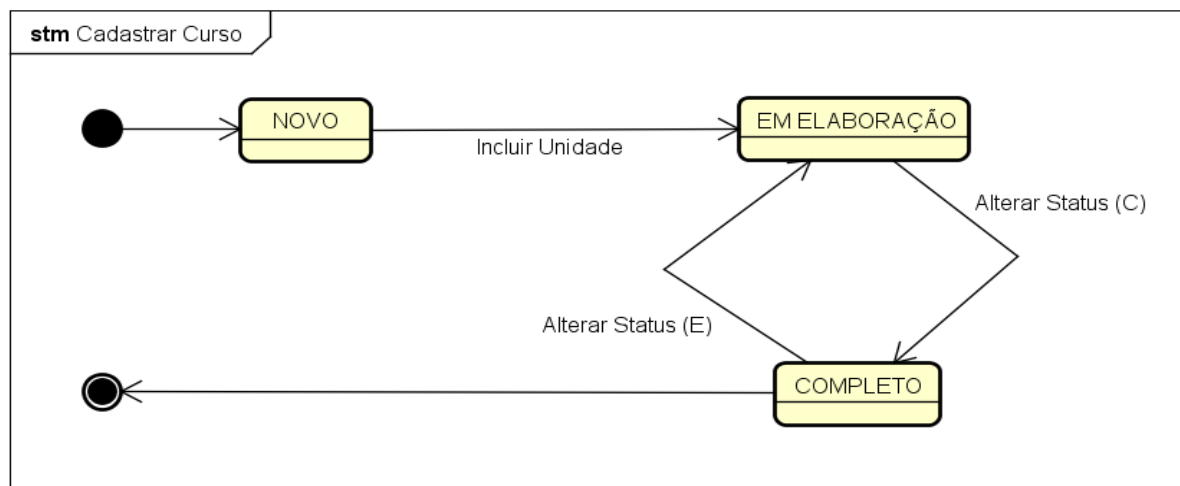 stm Cadastrar Curso
NOVO
EM ELABORAÇÃO
Incluir Unidade
Alterar Status (C)
Alterar Status (E)
COMPLETO